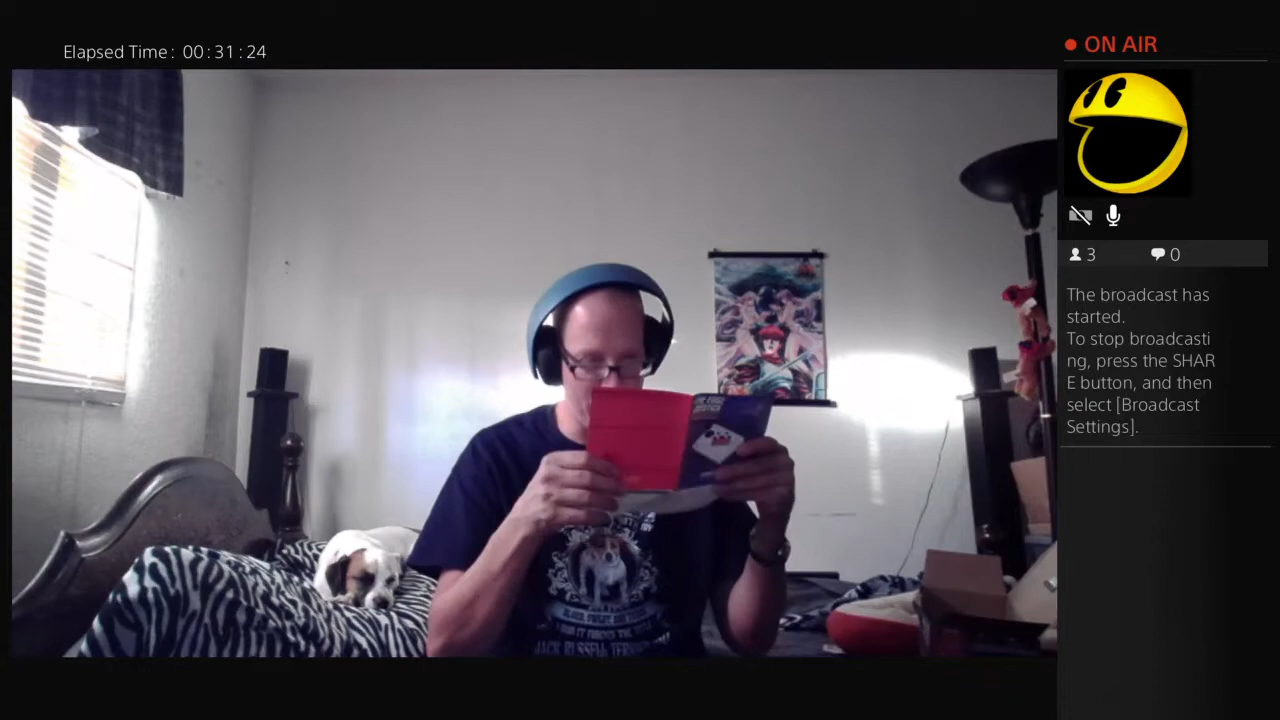 Elapsed Time: 00:31:24
ON AIR
3
0
The broadcast has
started.
To stop broadcasti
ng, press the SHAR
E button, and then
select [Broadcast
Settings].
JACK RUSSELL